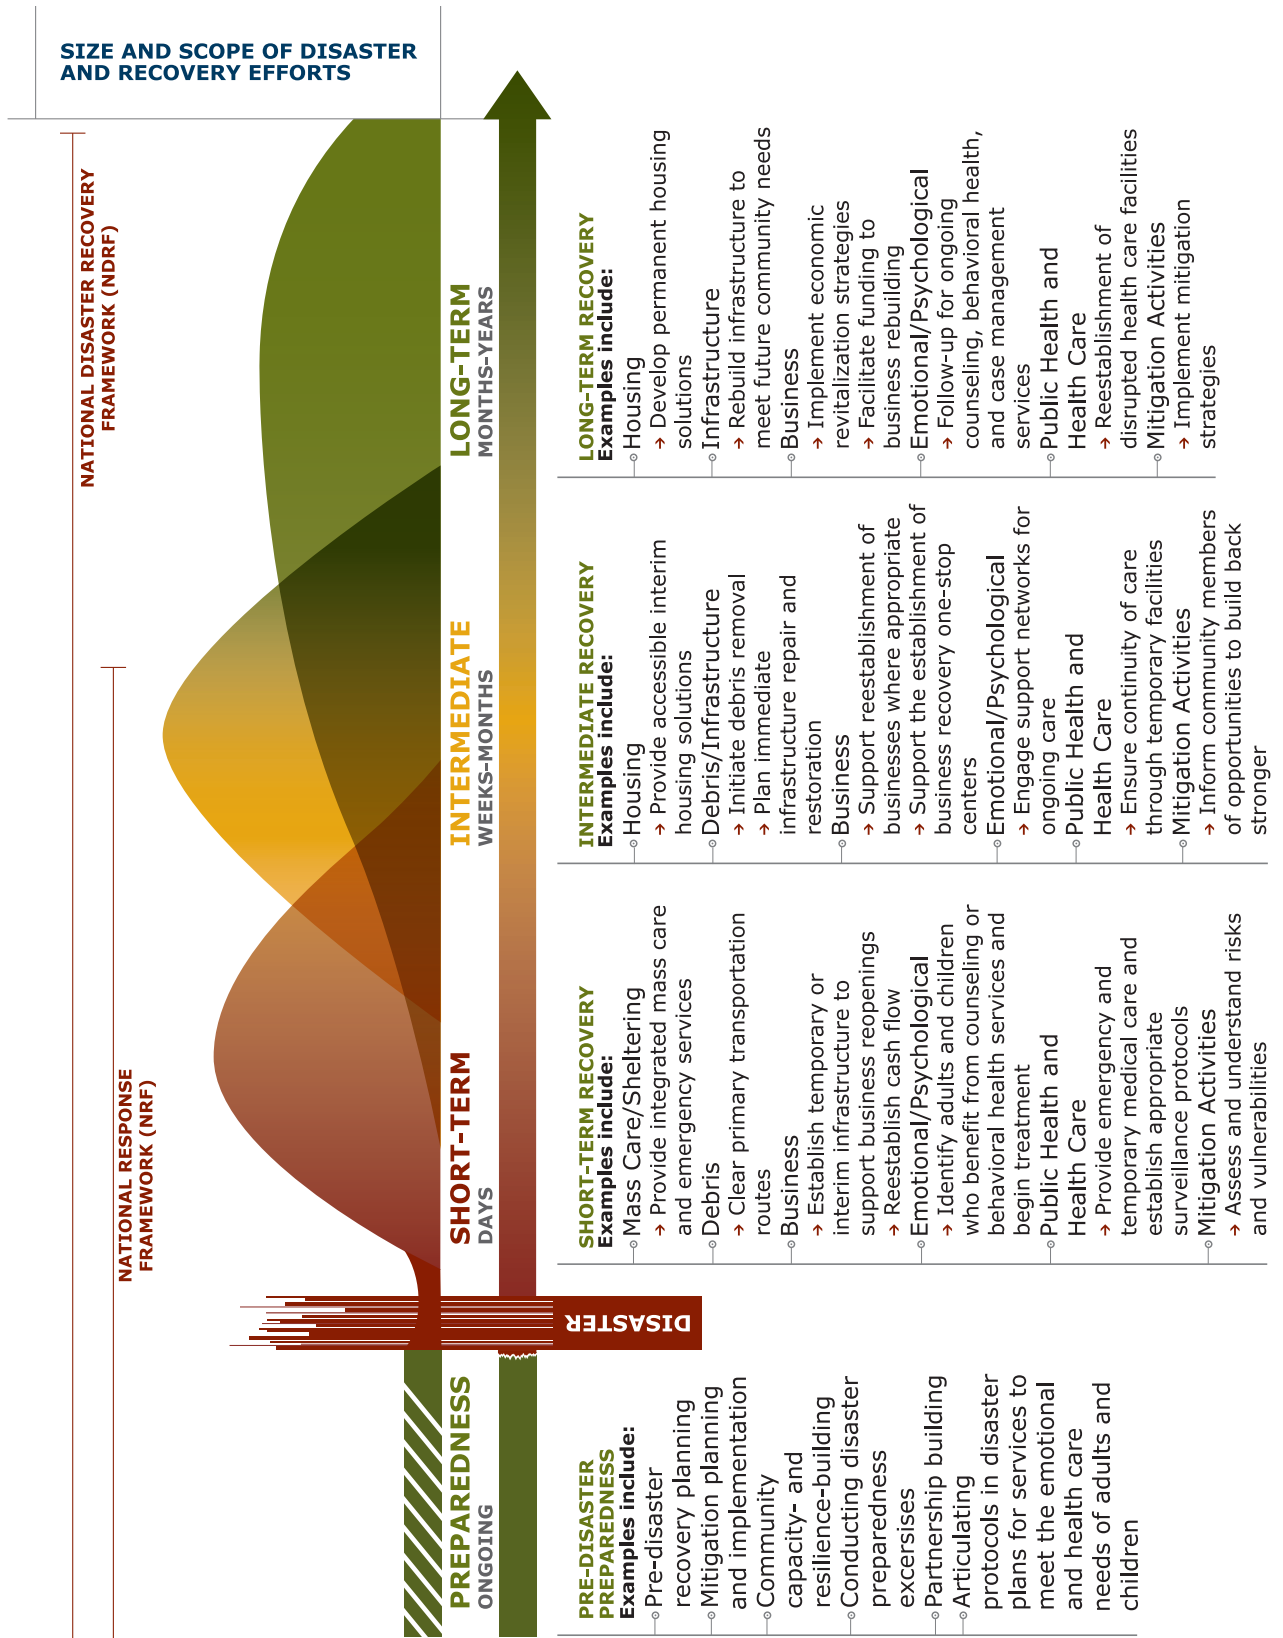 SIZE AND SCOPE OF DISASTER
AND RECOVERY EFFORTS
NATIONAL DISASTER RECOVERY
FRAMEWORK (NDRF)
NATIONAL RESPONSE
FRAMEWORK (NRF)
PREPAREDNESS
ONGOING
DISASTER
SHORT-TERM
DAYS
INTERMEDIATE
WEEKS-MONTHS
LONG-TERM
MONTHS-YEARS
PRE-DISASTER
PREPAREDNESS
Examples include:
Pre-disaster
recovery planning
Mitigation planning
and implementation
Community
capacity- and
resilience-building
Conducting disaster
preparedness
excersises
Partnership building
Articulating
protocols in disaster
plans for services to
meet the emotional
and health care
needs of adults and
children
SHORT-TERM RECOVERY
Examples include:
Mass Care/Sheltering
→ Provide integrated mass care
and emergency services
Debris
→ Clear primary transportation
routes
Business
→ Establish temporary or
interim infrastructure to
support business reopenings
→ Reestablish cash flow
Emotional/Psychological
→ Identify adults and children
who benefit from counseling or
behavioral health services and
begin treatment
Public Health and
Health Care
→ Provide emergency and
temporary medical care and
establish appropriate
surveillance protocols
Mitigation Activities
→ Assess and understand risks
and vulnerabilities
INTERMEDIATE RECOVERY
Examples include:
Housing
→ Provide accessible interim
housing solutions
Debris/Infrastructure
→ Initiate debris removal
→ Plan immediate
infrastructure repair and
restoration
Business
→ Support reestablishment of
businesses where appropriate
→ Support the establishment of
business recovery one-stop
centers
Emotional/Psychological
→ Engage support networks for
ongoing care
Public Health and
Health Care
→ Ensure continuity of care
through temporary facilities
Mitigation Activities
→ Inform community members
of opportunities to build back
stronger
LONG-TERM RECOVERY
Examples include:
Housing
→ Develop permanent housing
solutions
Infrastructure
→ Rebuild infrastructure to
meet future community needs
Business
→ Implement economic
revitalization strategies
→ Facilitate funding to
business rebuilding
Emotional/Psychological
→ Follow-up for ongoing
counseling, behavioral health,
and case management
services
Public Health and
Health Care
→ Reestablishment of
disrupted health care facilities
Mitigation Activities
→ Implement mitigation
strategies